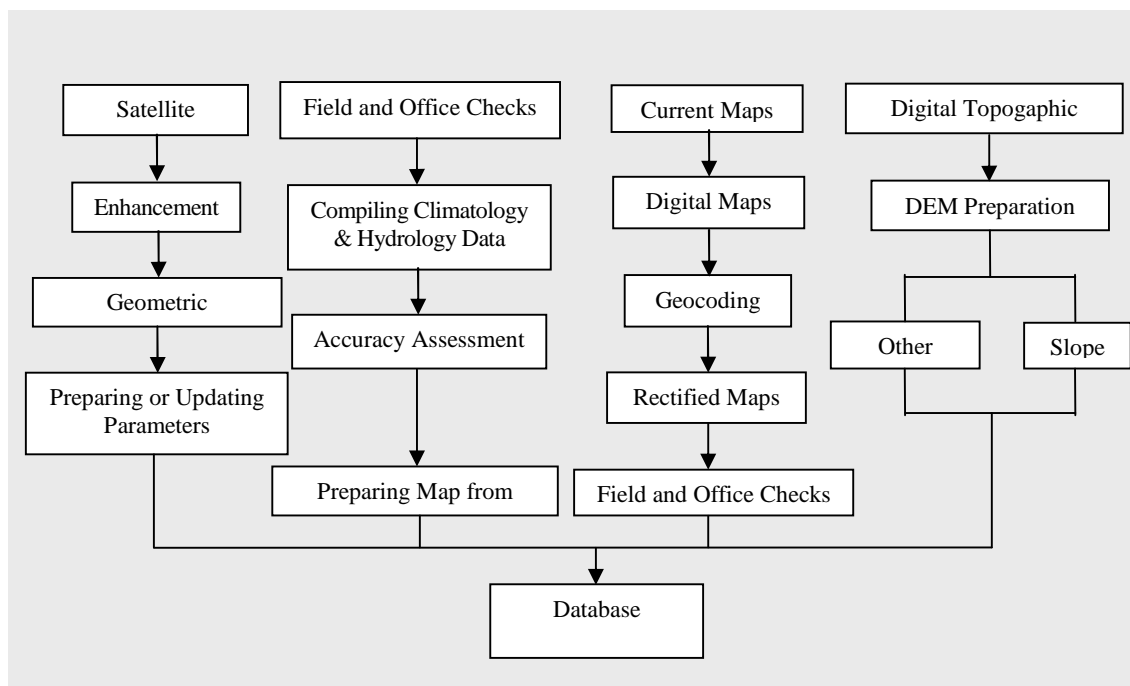 Satellite
Enhancement
Geometric
Preparing or Updating
Parameters
Field and Office Checks
Compiling Climatology
& Hydrology Data
Accuracy Assessment
Preparing Map from
Current Maps
Digital Maps
Geocoding
Rectified Maps
Field and Office Checks
Digital Topogaphic
DEM Preparation
Other
Slope
Database